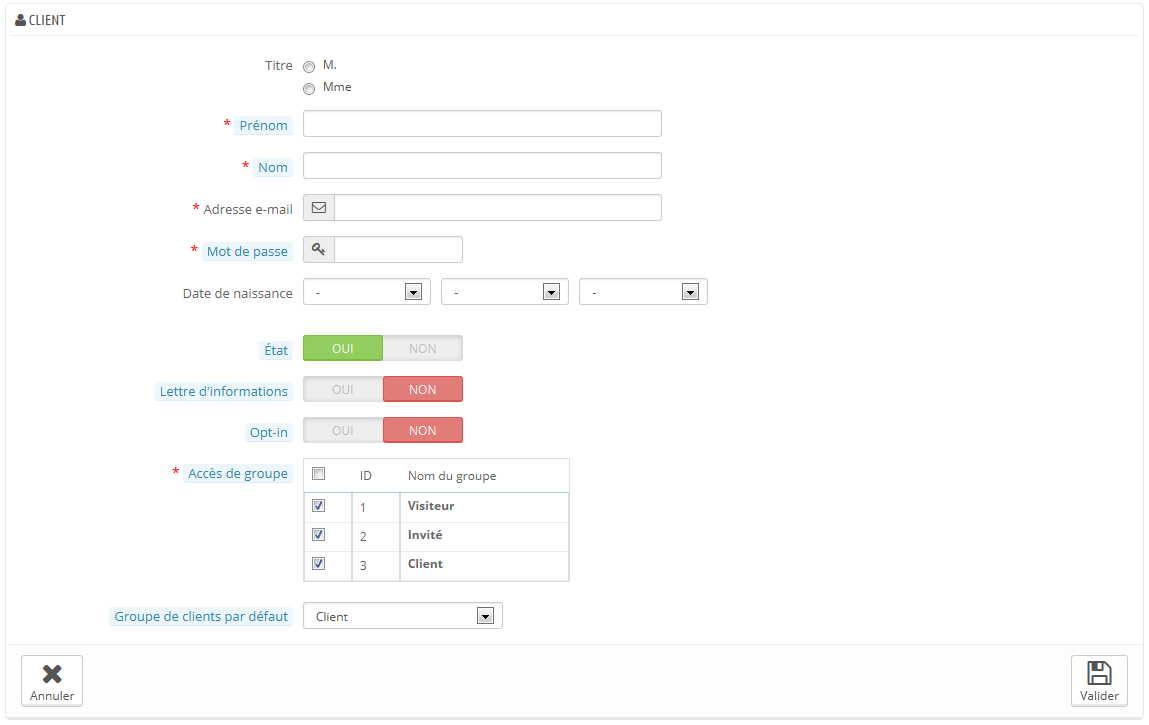 CLIENT
Titre M.
Mme
* Prénom
* Nom
* Adresse e-mail
* Mot de passe
Date de naissance - - -
État OUI NON
Lettre d'informations OUI NON
Opt-in OUI NON
* Accès de groupe ID Nom du groupe
1 Visiteur
2 Invité
3 Client
Groupe de clients par défaut Client
Annuler Valider